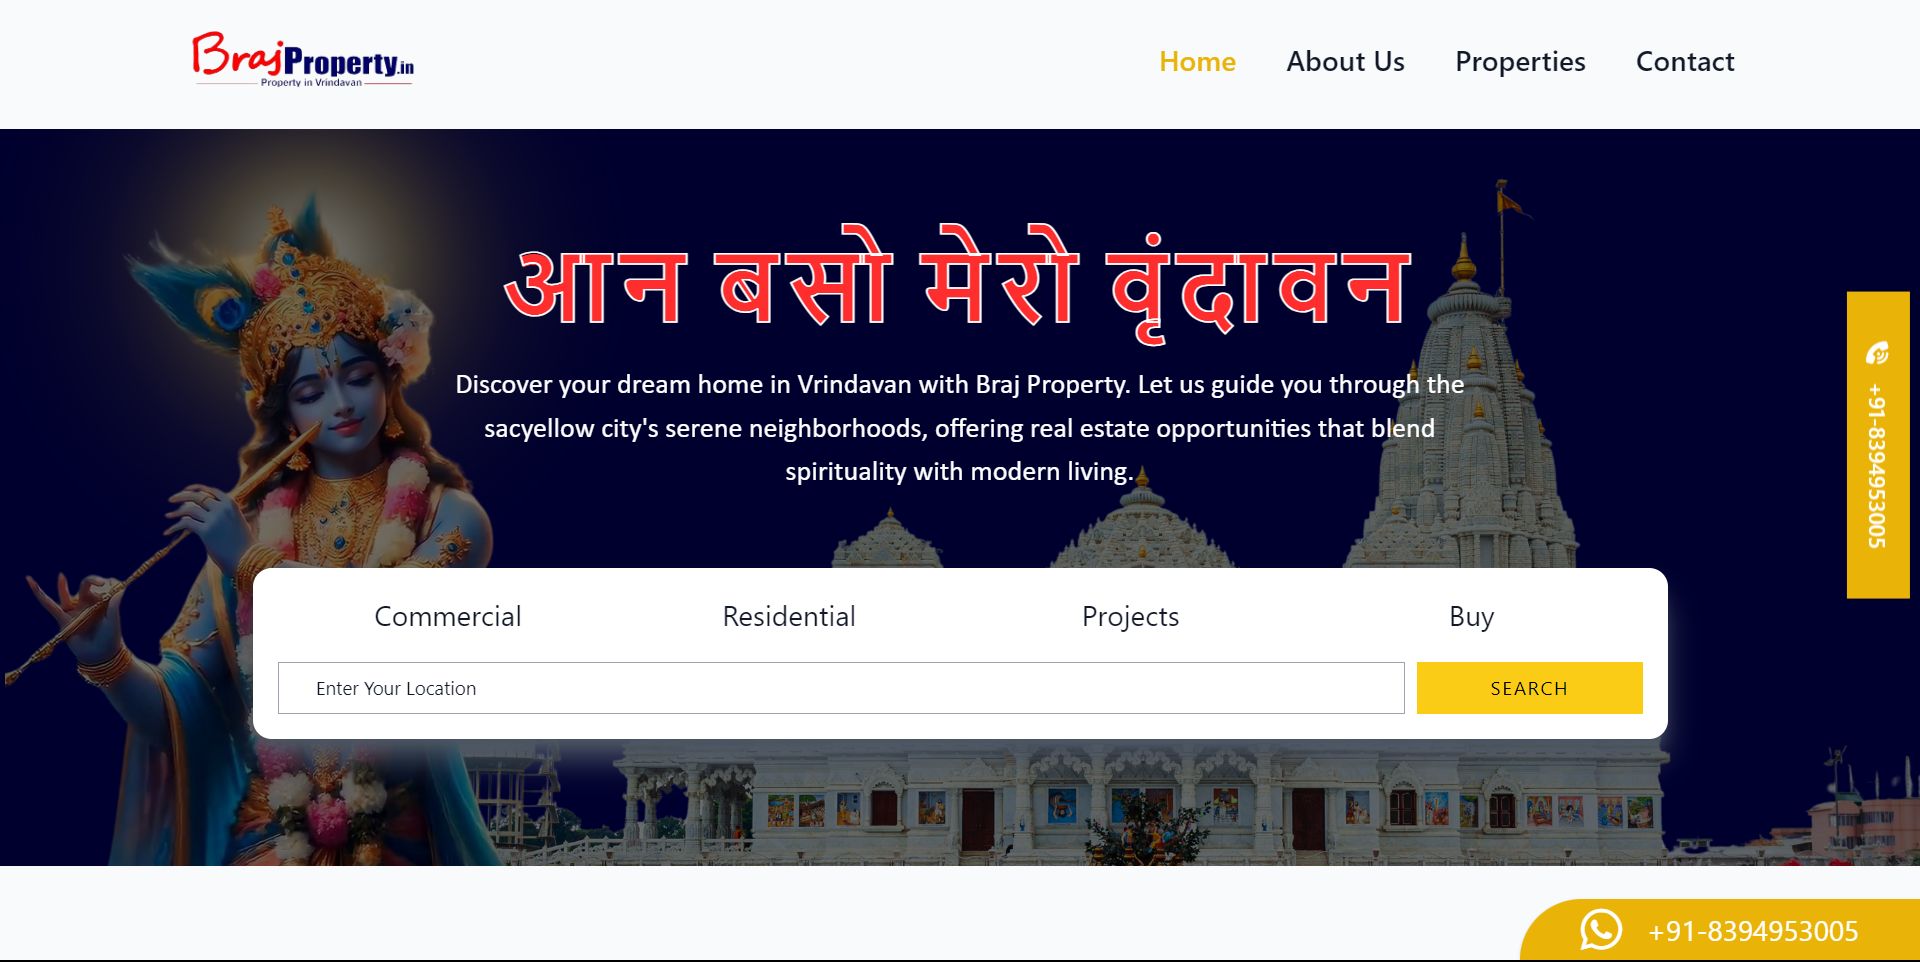 BrajProperty.in
Property in Vrindavan
Home About Us Properties Contact
आन बसो मेरो वृंदावन
Discover your dream home in Vrindavan with Braj Property. Let us guide you through the
sacyellow city's serene neighborhoods, offering real estate opportunities that blend
spirituality with modern living.
+91-8394953005
Commercial Residential Projects Buy
Enter Your Location SEARCH
+91-8394953005